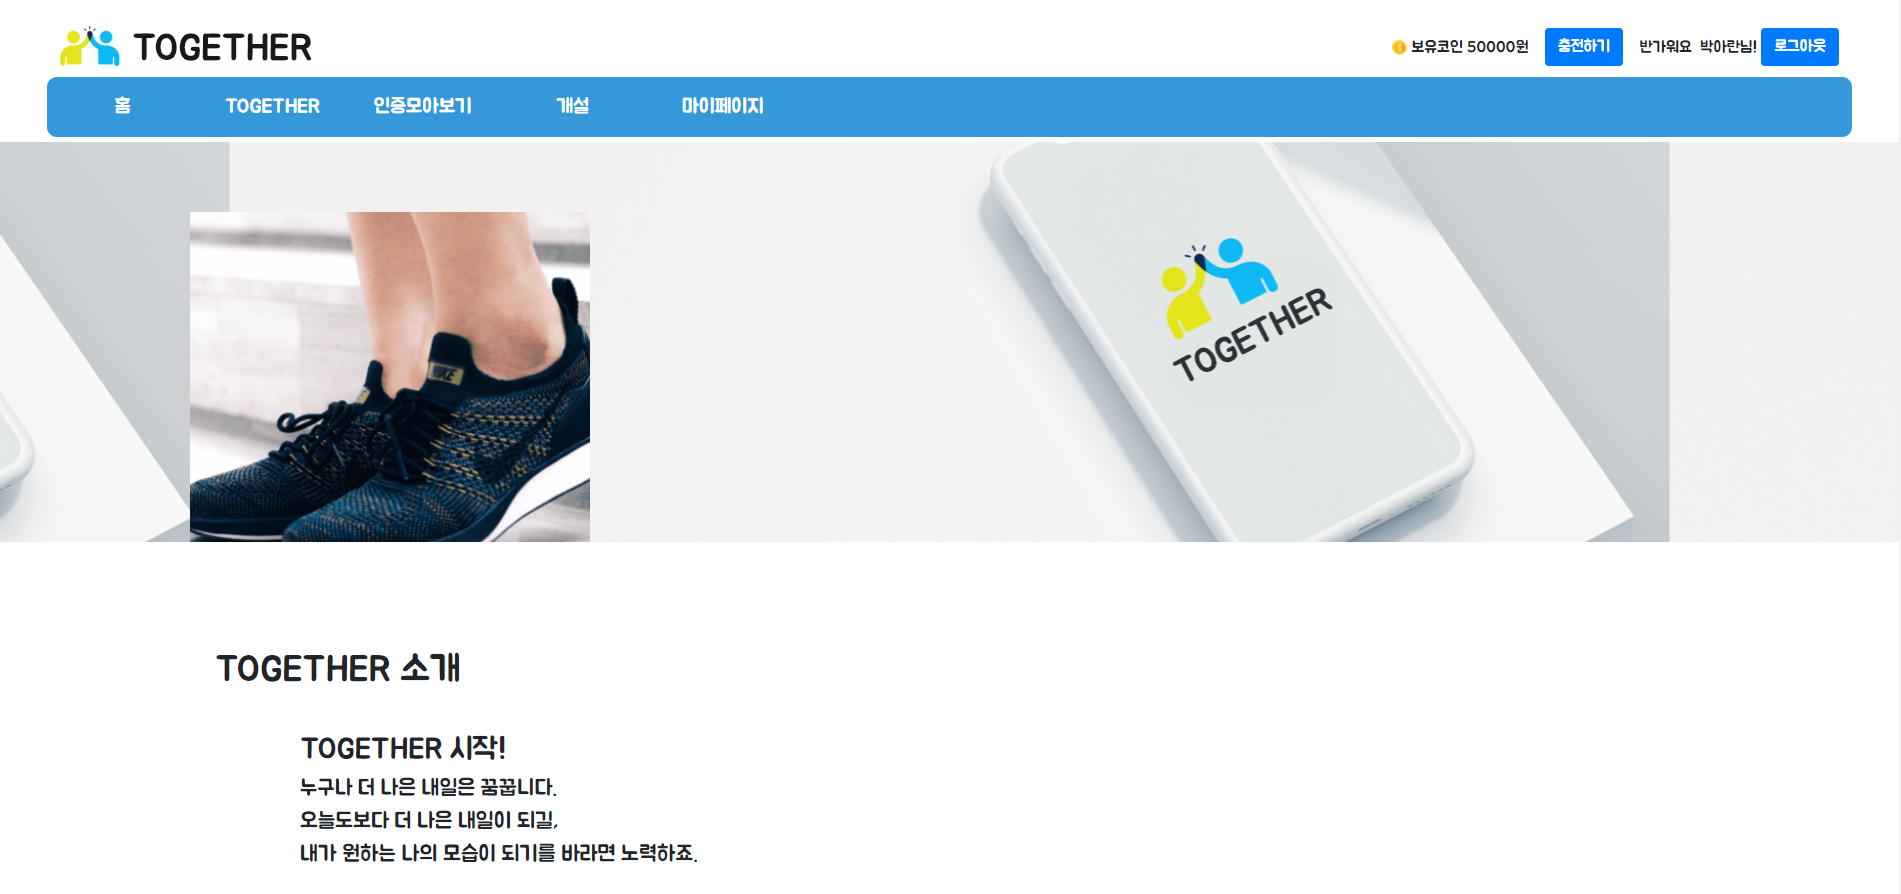 TOGETHER
보유코인 50000원 충전하기 반가워요 박아란님! 로그아웃
홈 TOGETHER 인증모아보기 개설 마이페이지
NIKE
TOGETHER
TOGETHER 소개
TOGETHER 시작!
누구나 더 나은 내일은 꿈꿉니다.
오늘도보다 더 나은 내일이 되길,
내가 원하는 나의 모습이 되기를 바라면 노력하죠.